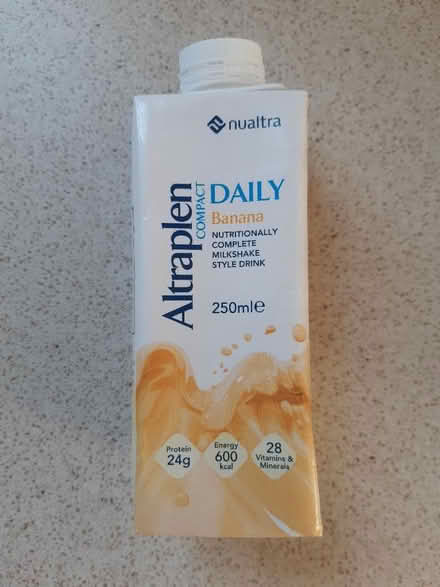 nualtra
Altraplen
COMPACT
DAILY
Banana
NUTRITIONALLY
COMPLETE
MILKSHAKE
STYLE DRINK
250ml℮
Protein
24g
Energy
600
kcal
28
Vitamins &
Minerals